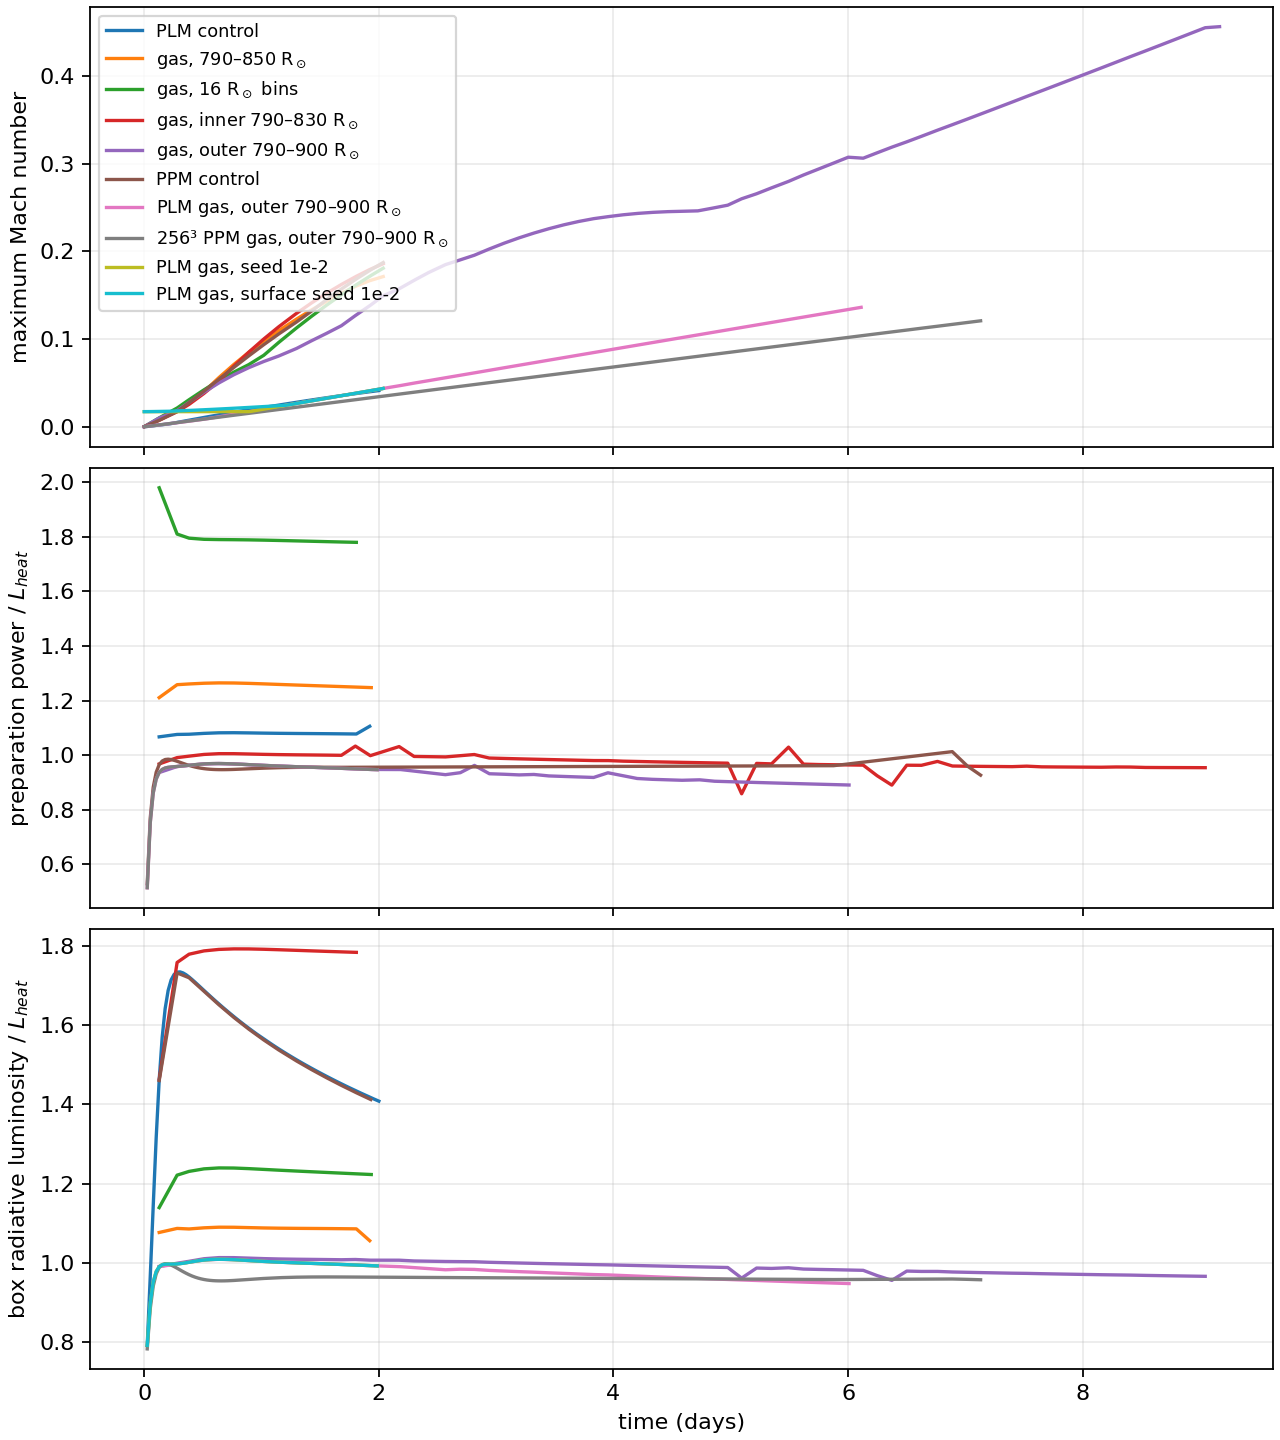 maximum Mach number
0.4
0.3
0.2
0.1
0.0
PLM control
gas, 790–850 R⊙
gas, 16 R⊙ bins
gas, inner 790–830 R⊙
gas, outer 790–900 R⊙
PPM control
PLM gas, outer 790–900 R⊙
256³ PPM gas, outer 790–900 R⊙
PLM gas, seed 1e-2
PLM gas, surface seed 1e-2
preparation power / L_heat
2.0
1.8
1.6
1.4
1.2
1.0
0.8
0.6
box radiative luminosity / L_heat
1.8
1.6
1.4
1.2
1.0
0.8
0 2 4 6 8
time (days)